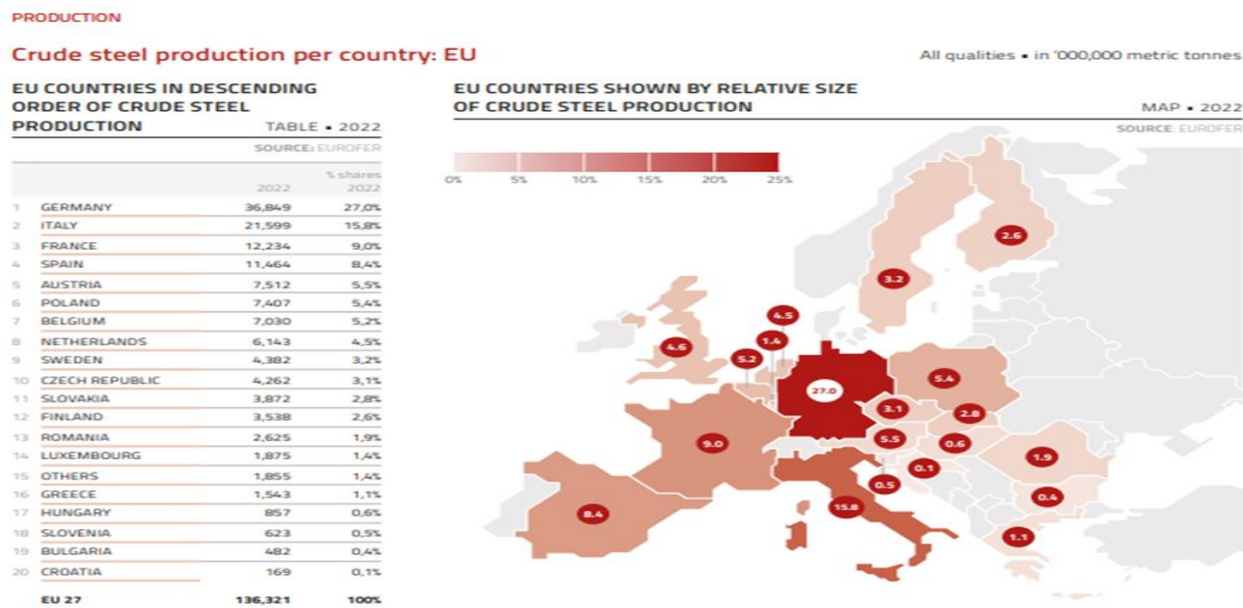 PRODUCTION
Crude steel production per country: EU
All qualities • in '000,000 metric tonnes
EU COUNTRIES IN DESCENDING
ORDER OF CRUDE STEEL
PRODUCTION
TABLE • 2022
SOURCE: EUROFER
% shares
2022 2022
1 GERMANY 36,849 27,0%
2 ITALY 21,599 15,8%
3 FRANCE 12,234 9,0%
4 SPAIN 11,464 8,4%
5 AUSTRIA 7,512 5,5%
6 POLAND 7,407 5,4%
7 BELGIUM 7,030 5,2%
8 NETHERLANDS 6,143 4,5%
9 SWEDEN 4,382 3,2%
10 CZECH REPUBLIC 4,262 3,1%
11 SLOVAKIA 3,872 2,8%
12 FINLAND 3,538 2,6%
13 ROMANIA 2,625 1,9%
14 LUXEMBOURG 1,875 1,4%
15 OTHERS 1,855 1,4%
16 GREECE 1,543 1,1%
17 HUNGARY 857 0,6%
18 SLOVENIA 623 0,5%
19 BULGARIA 482 0,4%
20 CROATIA 169 0,1%
EU 27 136,321 100%
EU COUNTRIES SHOWN BY RELATIVE SIZE
OF CRUDE STEEL PRODUCTION
MAP • 2022
SOURCE: EUROFER
0% 5% 10% 15% 20% 25%
2.6
3.2
4.5
1.4
4.6
5.2
5.4
27.0
3.1
2.8
5.5
0.6
9.0
1.9
0.1
0.5
0.4
15.8
8.4
1.1